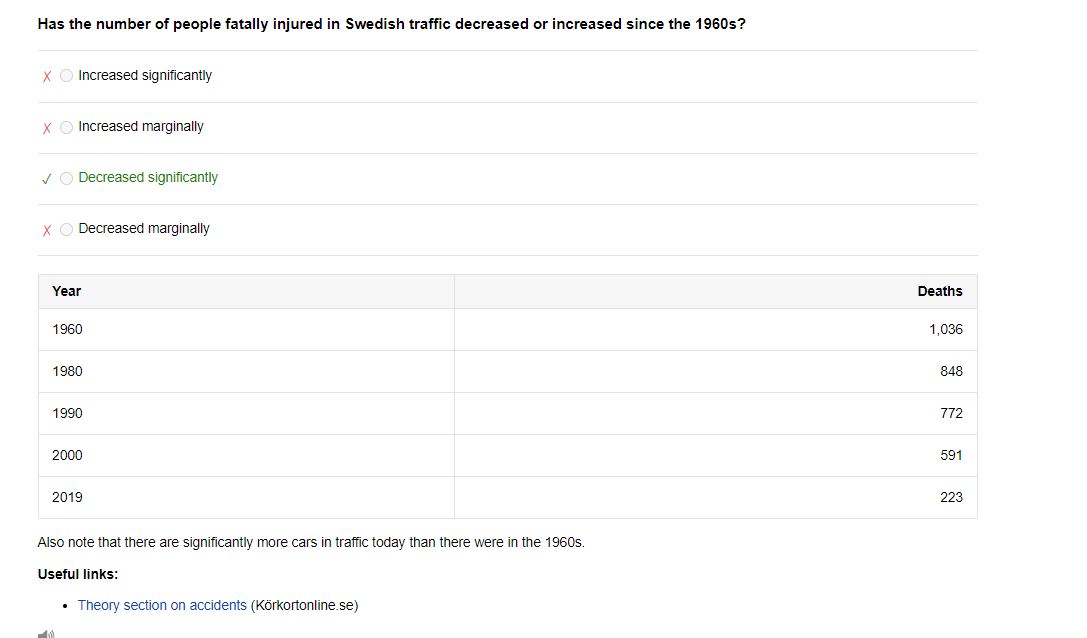 Has the number of people fatally injured in Swedish traffic decreased or increased since the 1960s?
Increased significantly
Increased marginally
Decreased significantly
Decreased marginally
Year Deaths
1960 1,036
1980 848
1990 772
2000 591
2019 223
Also note that there are significantly more cars in traffic today than there were in the 1960s.
Useful links:
• Theory section on accidents (Körkortonline.se)